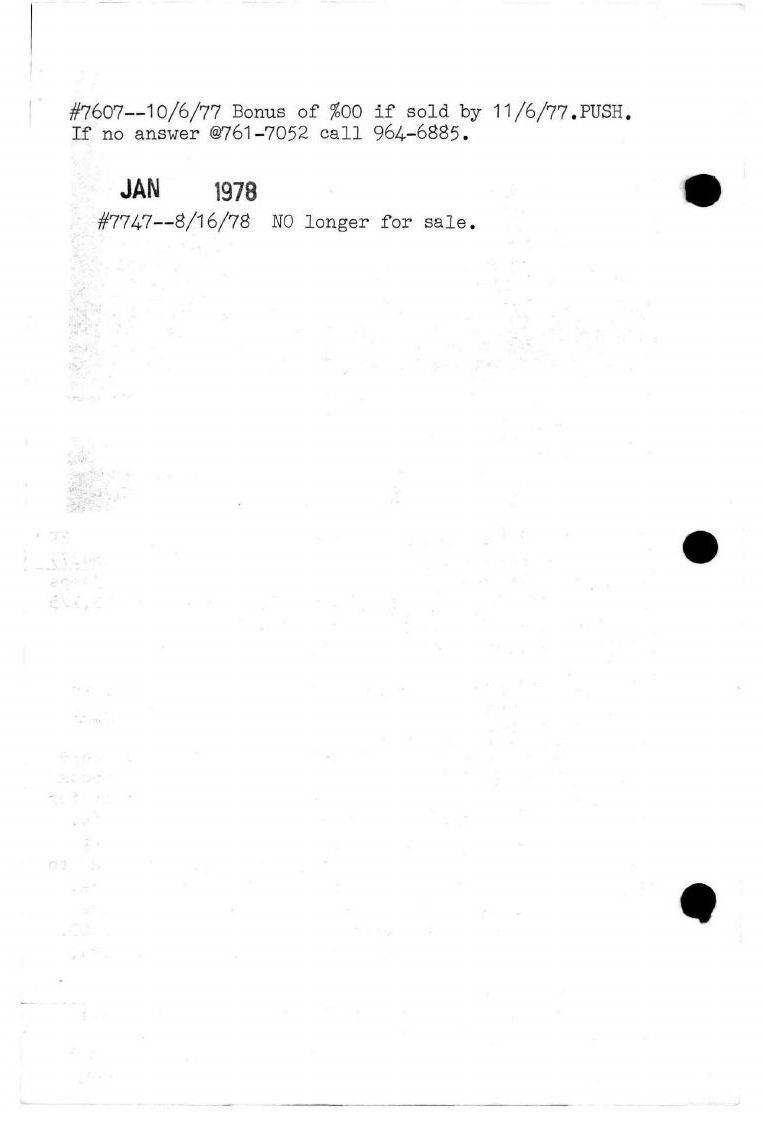 #7607--10/6/77 Bonus of %00 if sold by 11/6/77.PUSH.
If no answer @761-7052 call 964-6885.
JAN 1978
#7747--8/16/78 NO longer for sale.